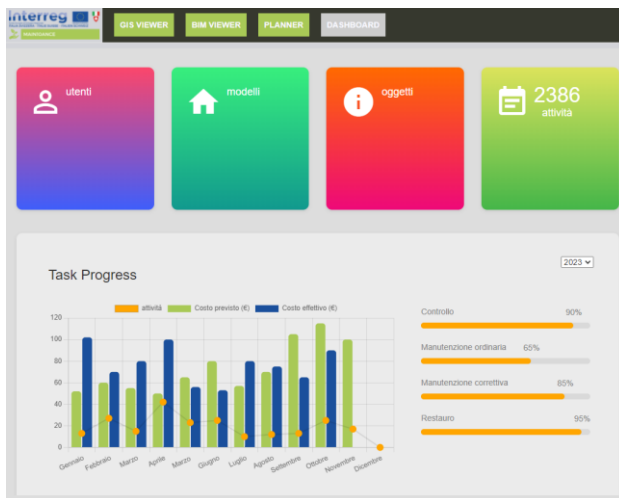 Interreg
GIS VIEWER
BIM VIEWER
PLANNER
DASHBOARD
utenti
modelli
oggetti
2386
attività
Task Progress
2023
attività
Costo previsto (€)
Costo effettivo (€)
120
100
80
60
40
20
0
Gennaio
Febbraio
Marzo
Aprile
Marzo
Giugno
Luglio
Agosto
Settembre
Ottobre
Novembre
Dicembre
Controllo 90%
Manutenzione ordinaria 65%
Manutenzione correttiva 85%
Restauro 95%